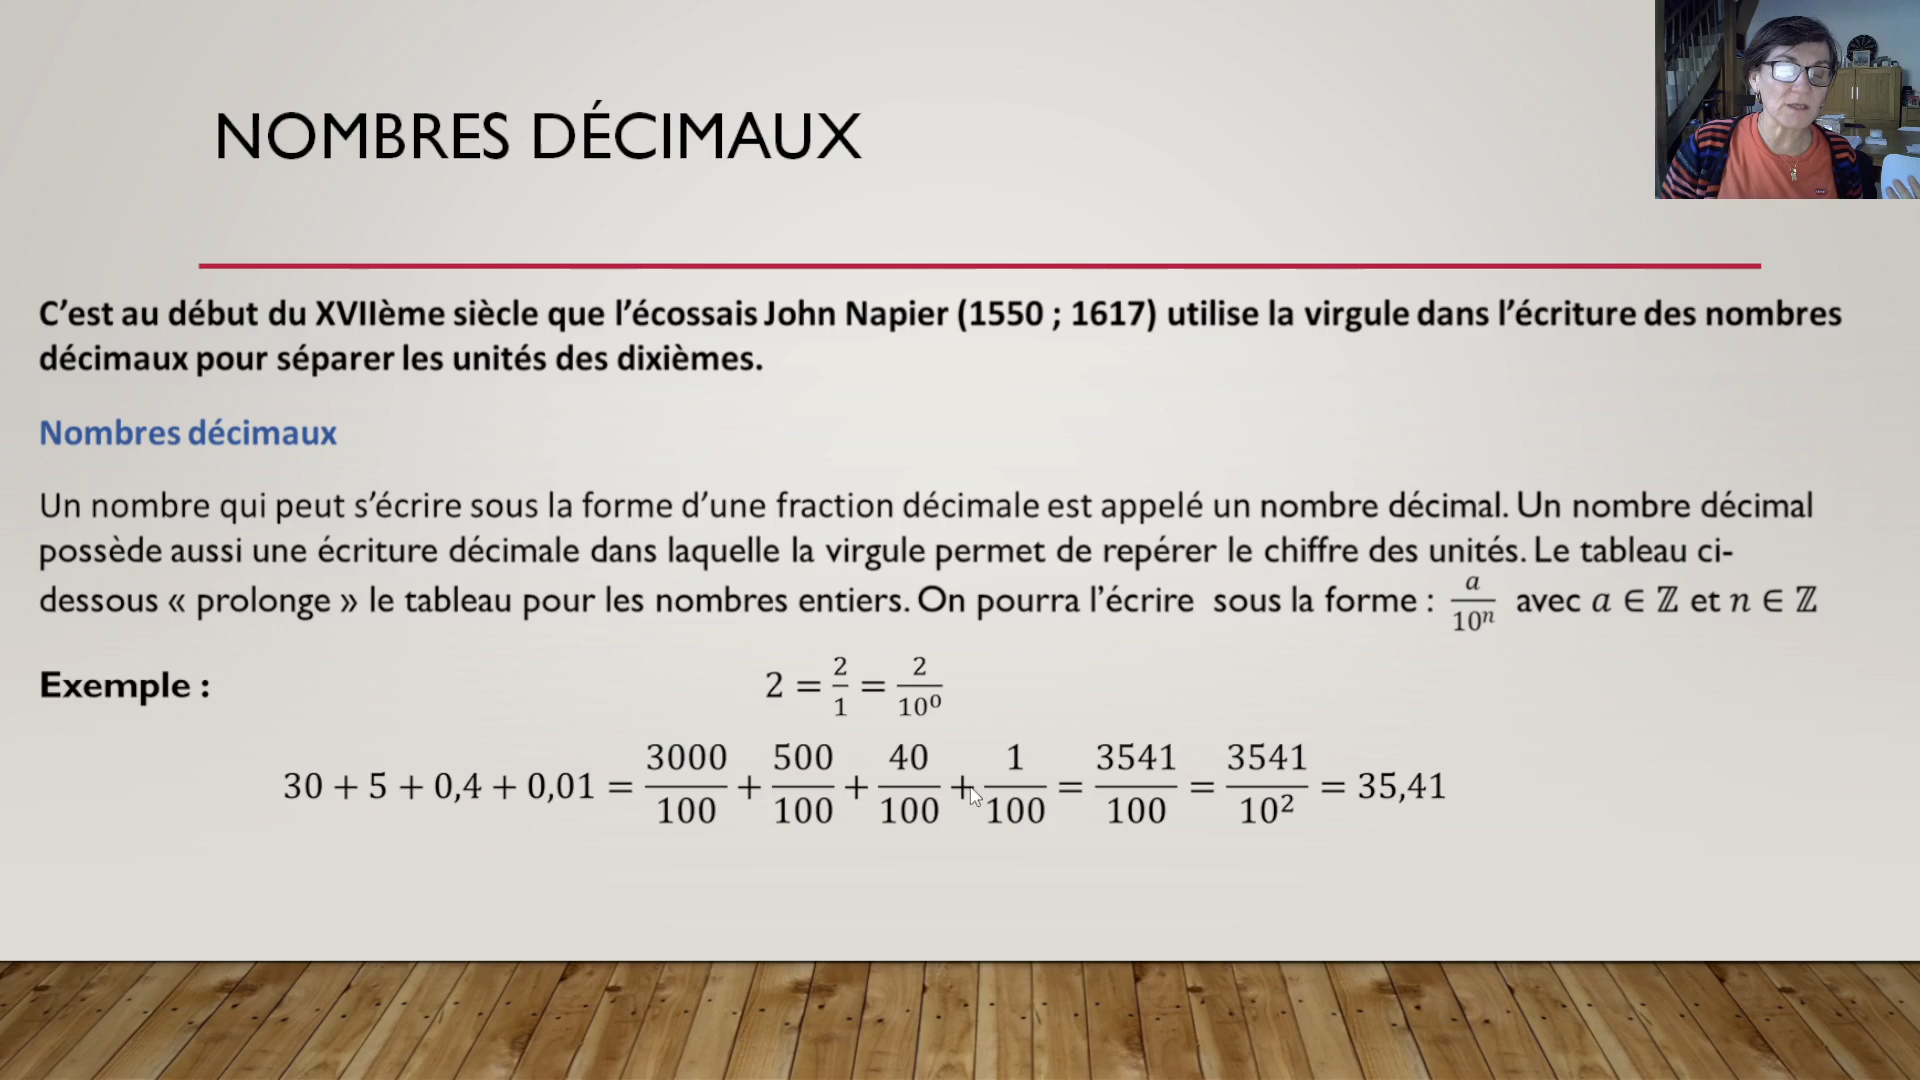 NOMBRES DÉCIMAUX
C’est au début du XVIIème siècle que l’écossais John Napier (1550 ; 1617) utilise la virgule dans l’écriture des nombres
décimaux pour séparer les unités des dixièmes.
Nombres décimaux
Un nombre qui peut s’écrire sous la forme d’une fraction décimale est appelé un nombre décimal. Un nombre décimal
possède aussi une écriture décimale dans laquelle la virgule permet de repérer le chiffre des unités. Le tableau ci-
dessous « prolonge » le tableau pour les nombres entiers. On pourra l’écrire sous la forme : a/10ⁿ avec a ∈ ℤ et n ∈ ℤ
Exemple : 2 = 2/1 = 2/10⁰
30 + 5 + 0,4 + 0,01 = 3000/100 + 500/100 + 40/100 + 1/100 = 3541/100 = 3541/10² = 35,41